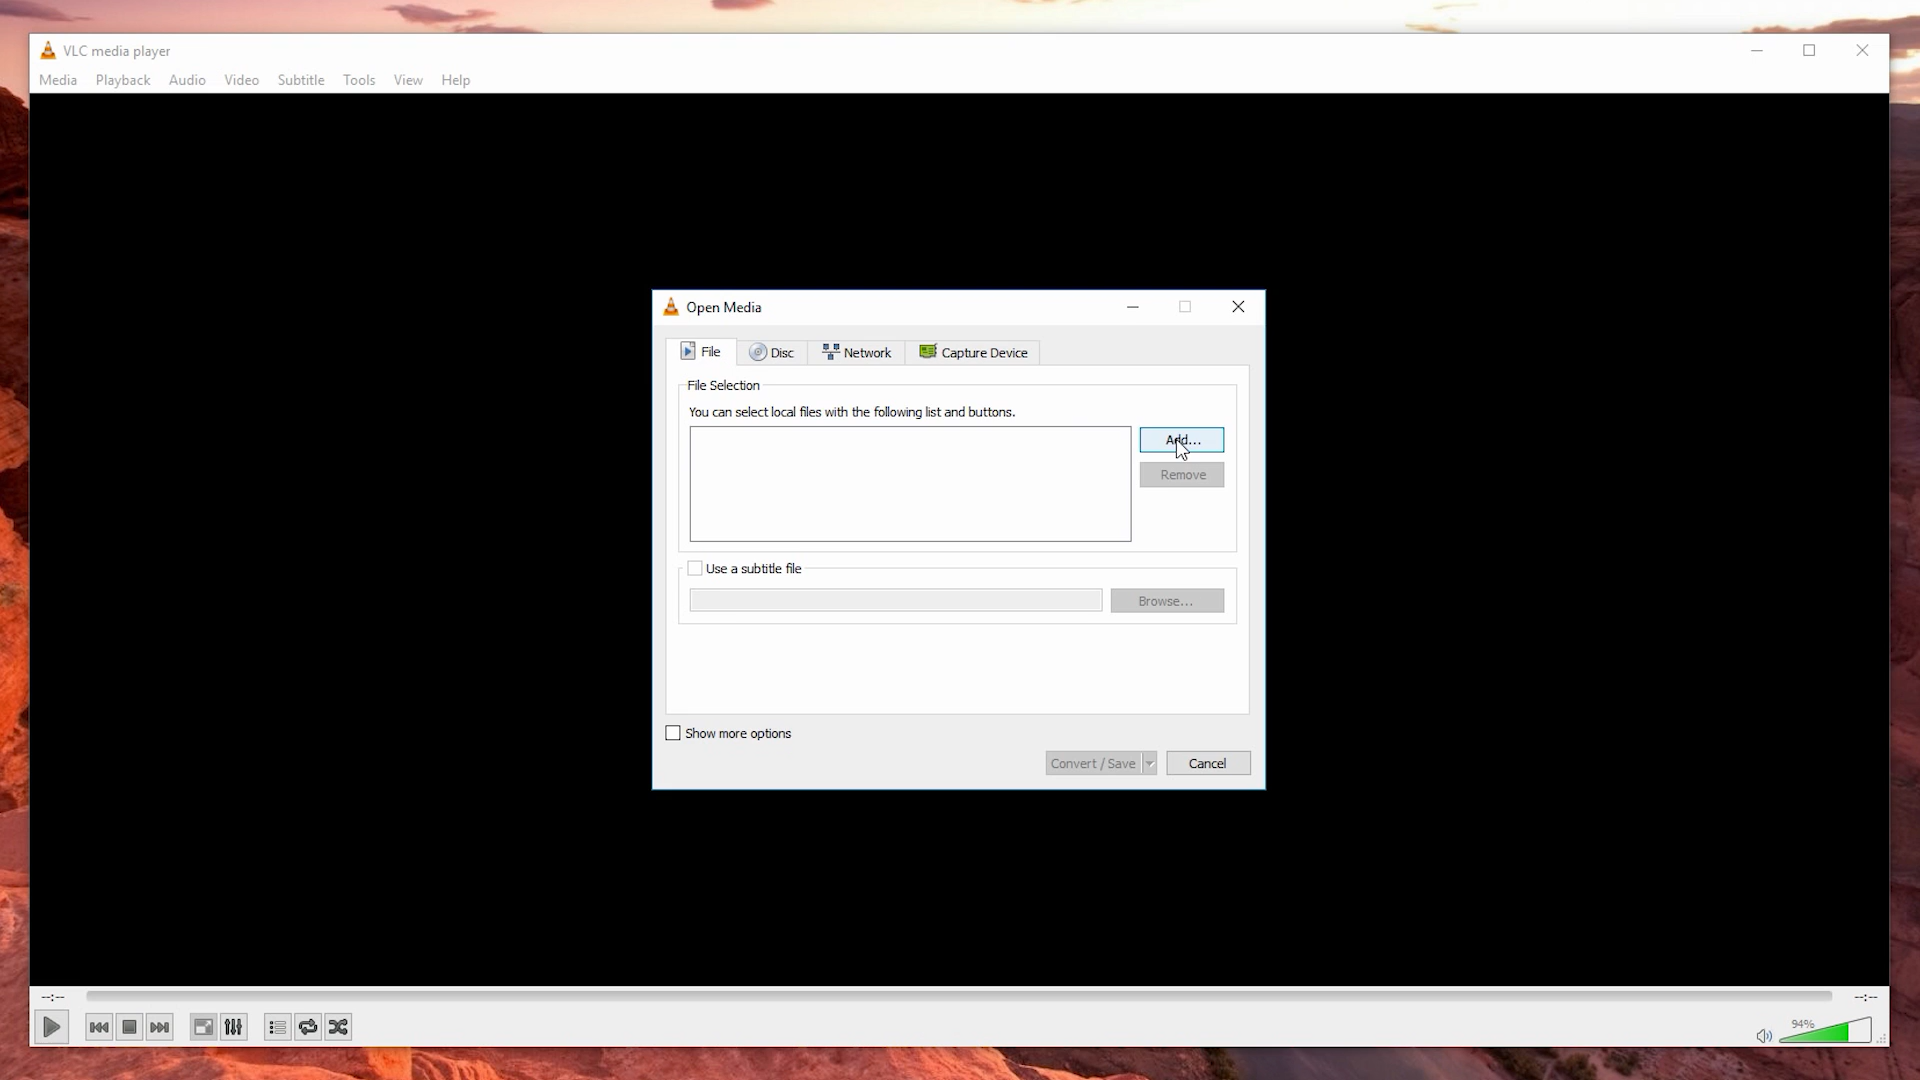 VLC media player
Media Playback Audio Video Subtitle Tools View Help
Open Media
File Disc Network Capture Device
File Selection
You can select local files with the following list and buttons.
Add...
Remove
Use a subtitle file
Browse...
Show more options
Convert / Save Cancel
--:-- --:--
94%